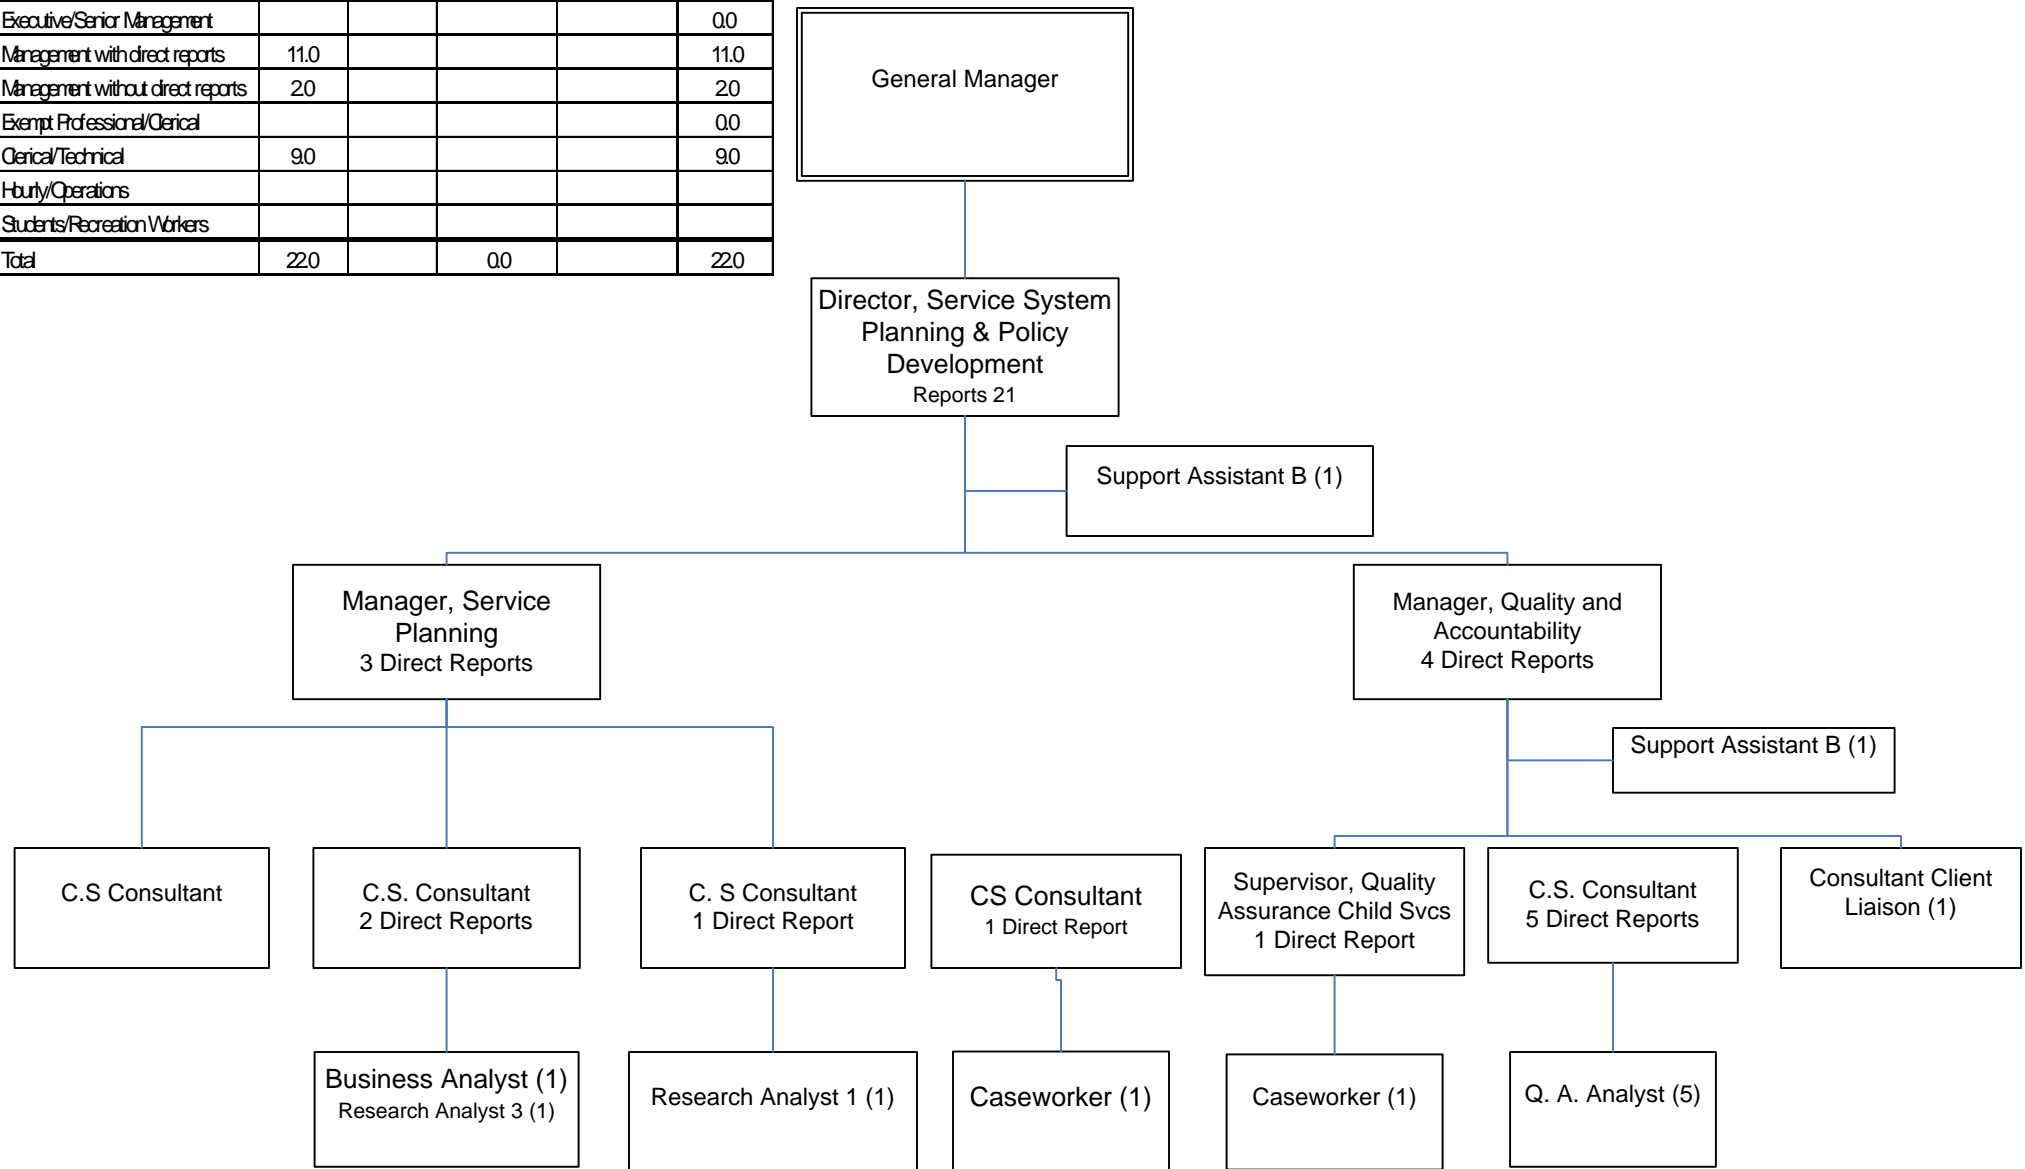 Executive/Senior Management 0.0
Management with direct reports 11.0 11.0
Management without direct reports 2.0 2.0
Exempt Professional/Clerical 0.0
Clerical/Technical 9.0 9.0
Hourly/Operations
Students/Recreation Workers
Total 22.0 0.0 22.0
General Manager
Director, Service System
Planning & Policy
Development
Reports 21
Support Assistant B (1)
Manager, Service
Planning
3 Direct Reports
Manager, Quality and
Accountability
4 Direct Reports
Support Assistant B (1)
C.S Consultant
C.S. Consultant
2 Direct Reports
C. S Consultant
1 Direct Report
CS Consultant
1 Direct Report
Supervisor, Quality
Assurance Child Svcs
1 Direct Report
C.S. Consultant
5 Direct Reports
Consultant Client
Liaison (1)
Business Analyst (1)
Research Analyst 3 (1)
Research Analyst 1 (1)
Caseworker (1)
Caseworker (1)
Q. A. Analyst (5)